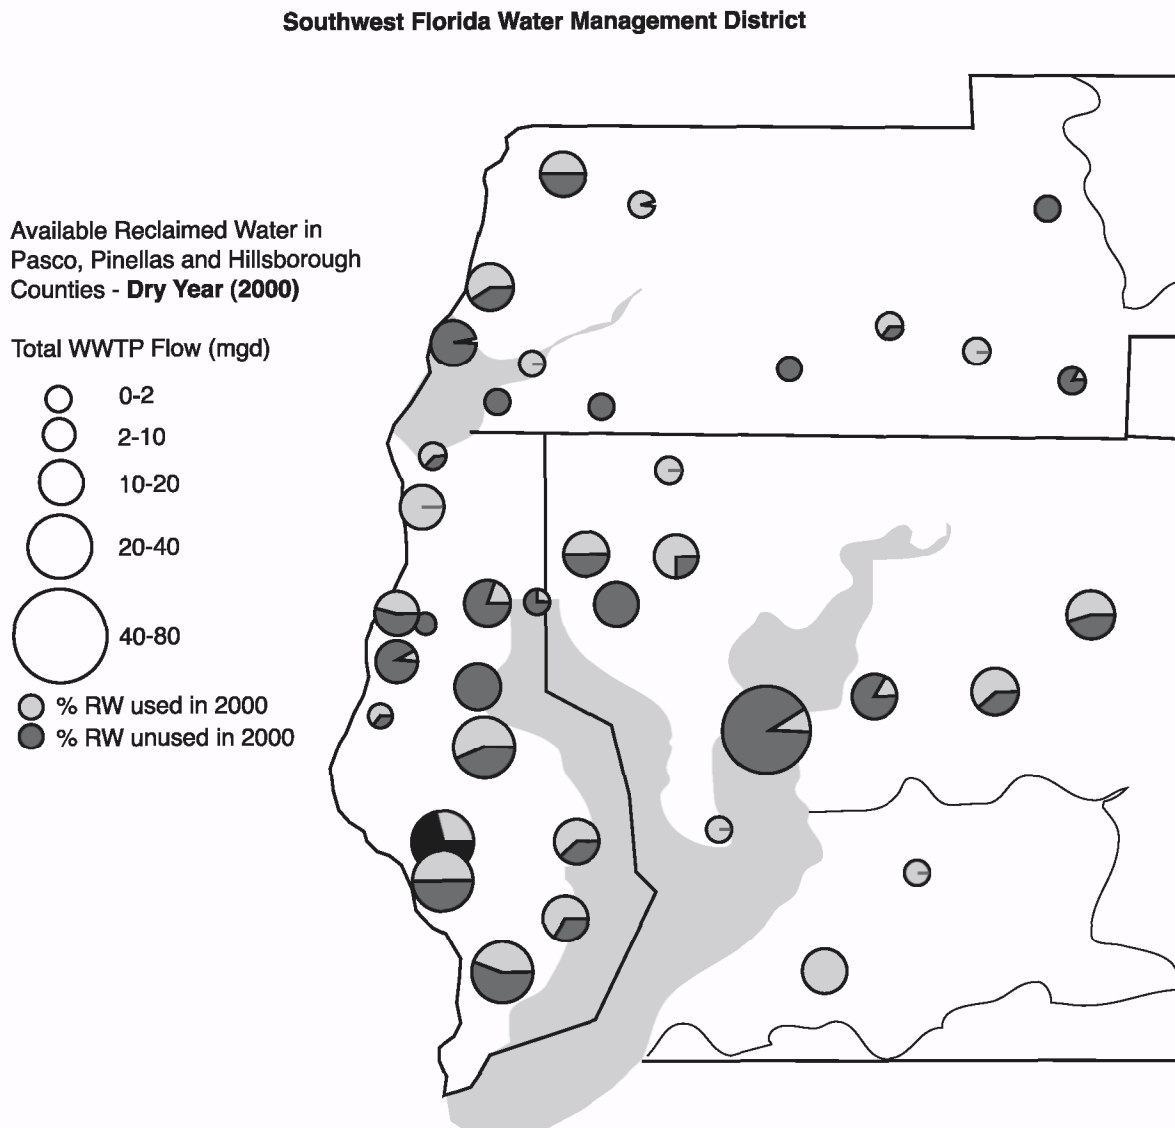 Southwest Florida Water Management District
Available Reclaimed Water in
Pasco, Pinellas and Hillsborough
Counties - Dry Year (2000)
Total WWTP Flow (mgd)
0-2
2-10
10-20
20-40
40-80
% RW used in 2000
% RW unused in 2000